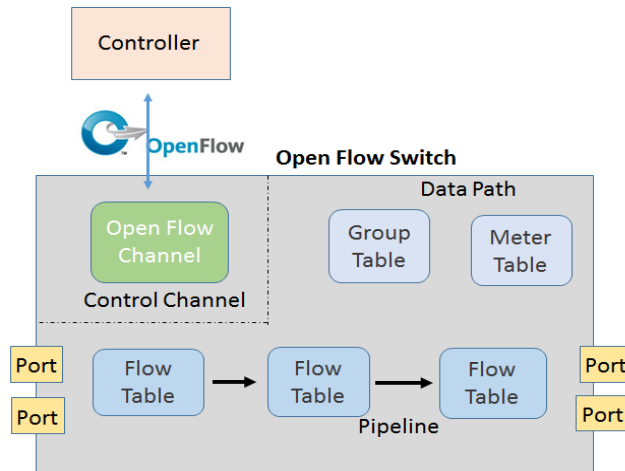 Controller
OpenFlow
TM
Open Flow Switch
Data Path
Open Flow
Channel
Control Channel
Group
Table
Meter
Table
Port
Port
Flow
Table
Flow
Table
Flow
Table
Pipeline
Port
Port